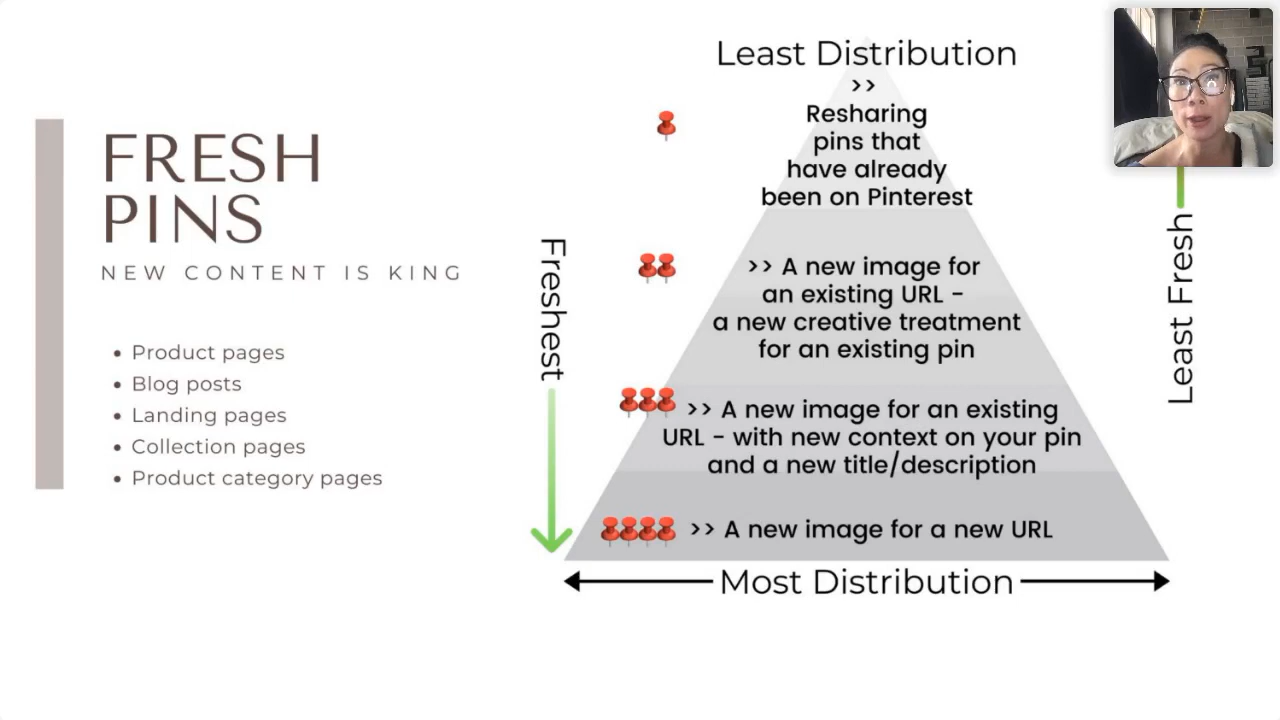 FRESH
PINS
NEW CONTENT IS KING
• Product pages
• Blog posts
• Landing pages
• Collection pages
• Product category pages
Least Distribution
>>
Resharing
pins that
have already
been on Pinterest
>> A new image for
an existing URL -
a new creative treatment
for an existing pin
>> A new image for an existing
URL - with new context on your pin
and a new title/description
>> A new image for a new URL
Most Distribution
Freshest
Least Fresh